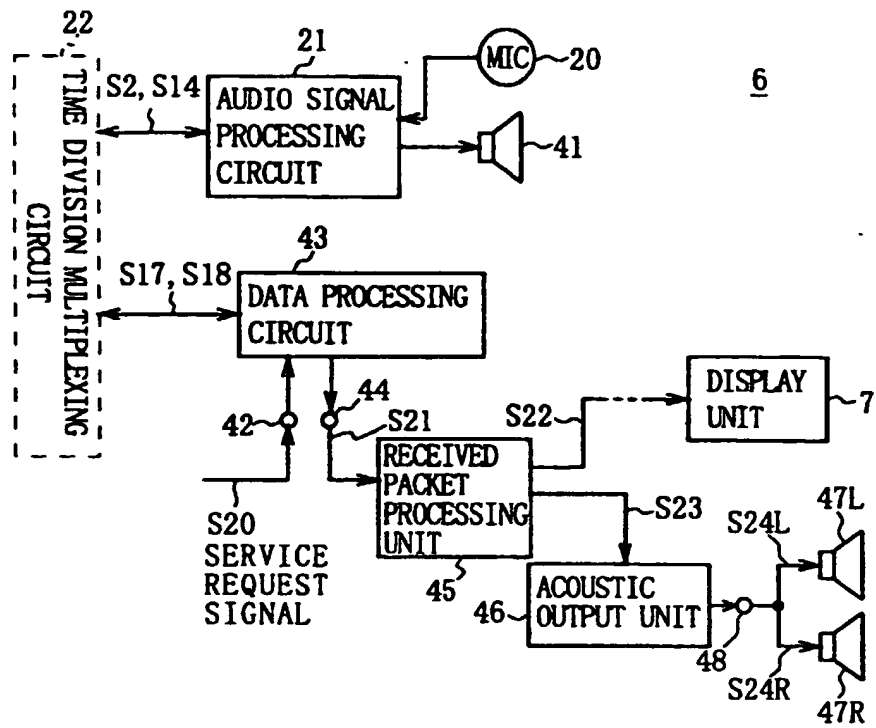 22
TIME DIVISION MULTIPLEXING
CIRCUIT
S2, S14
21
AUDIO SIGNAL
PROCESSING
CIRCUIT
MIC
20
6
41
S17, S18
43
DATA PROCESSING
CIRCUIT
42
44
S21
S20
SERVICE
REQUEST
SIGNAL
RECEIVED
PACKET
PROCESSING
UNIT
45
S22
DISPLAY
UNIT
7
S23
46
ACOUSTIC
OUTPUT UNIT
48
S24L
47L
S24R
47R